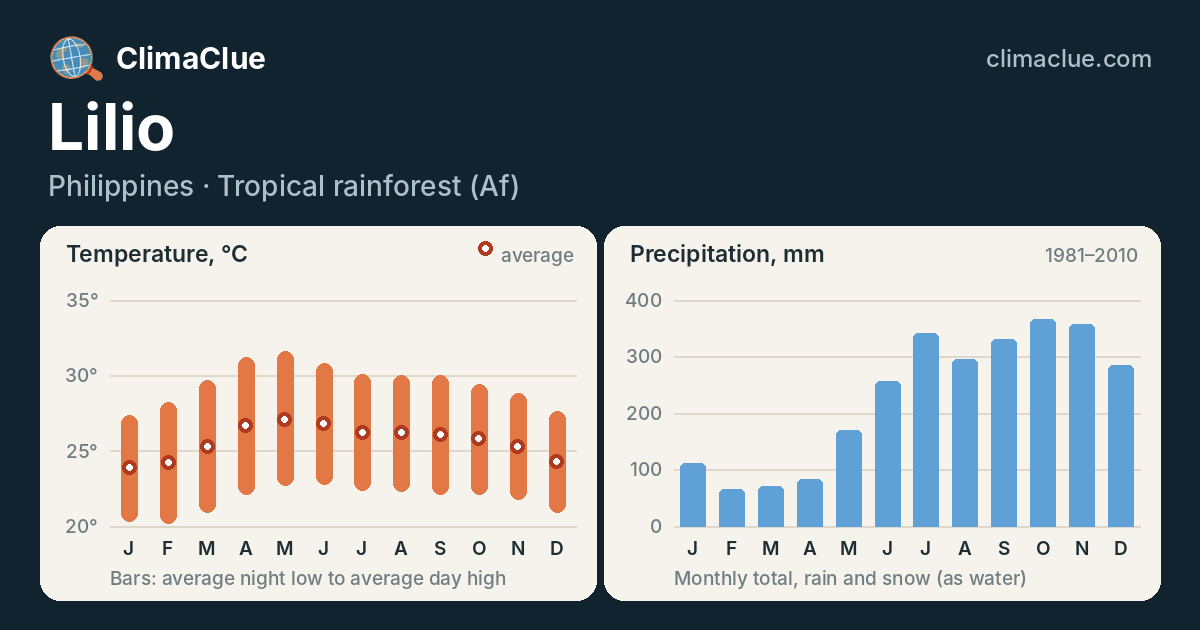 ClimaClue
climaclue.com
Lilio
Philippines · Tropical rainforest (Af)
Temperature, °C
average
35°
30°
25°
20°
J F M A M J J A S O N D
Bars: average night low to average day high
Precipitation, mm
1981–2010
400
300
200
100
0
J F M A M J J A S O N D
Monthly total, rain and snow (as water)